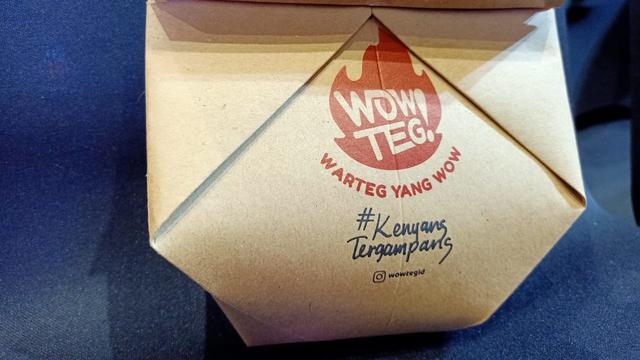 WOW!
TEG.
WARTEG YANG WOW
#Kenyang
Tergampang
wowtegid